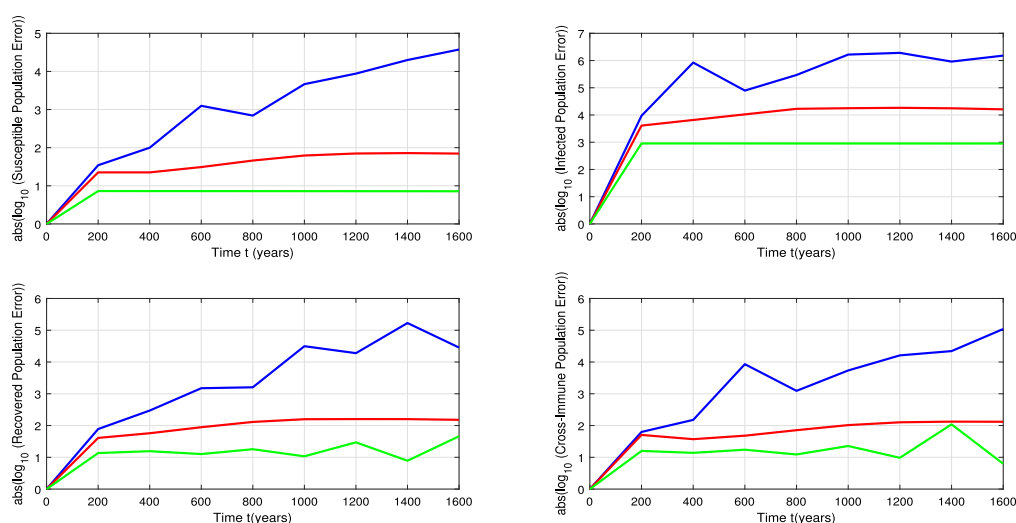 abs(log10 (Susceptible Population Error))
5
4
3
2
1
0
0 200 400 600 800 1000 1200 1400 1600
Time t (years)
abs(log10 (Infected Population Error))
7
6
5
4
3
2
1
0
0 200 400 600 800 1000 1200 1400 1600
Time t(years)
abs(log10 (Recovered Population Error))
6
5
4
3
2
1
0
0 200 400 600 800 1000 1200 1400 1600
Time t(years)
abs(log10 (Cross-Immune Population Error))
6
5
4
3
2
1
0
0 200 400 600 800 1000 1200 1400 1600
Time t(years)